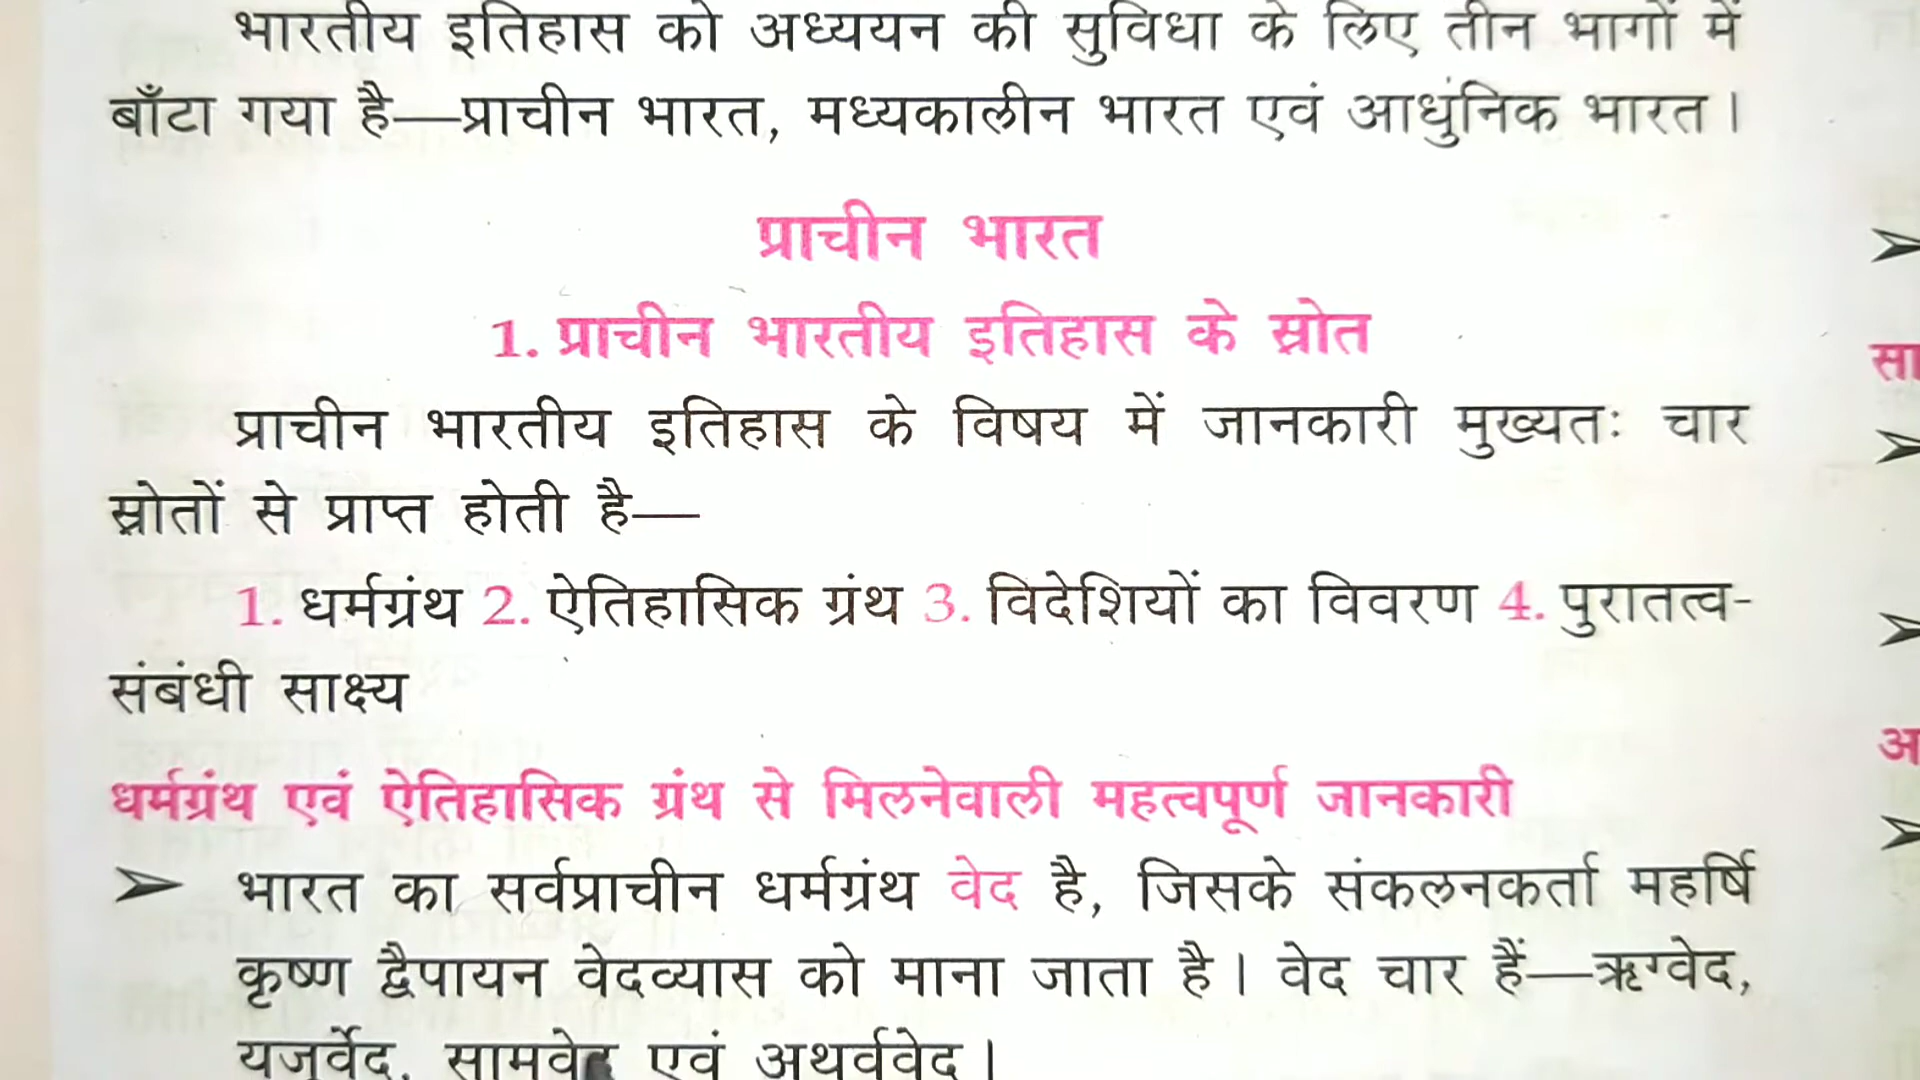 भारतीय इतिहास को अध्ययन की सुविधा के लिए तीन भागों में
बाँटा गया है—प्राचीन भारत, मध्यकालीन भारत एवं आधुनिक भारत।
प्राचीन भारत
1. प्राचीन भारतीय इतिहास के स्रोत
प्राचीन भारतीय इतिहास के विषय में जानकारी मुख्यतः चार
स्रोतों से प्राप्त होती है—
1. धर्मग्रंथ 2. ऐतिहासिक ग्रंथ 3. विदेशियों का विवरण 4. पुरातत्व-
संबंधी साक्ष्य
धर्मग्रंथ एवं ऐतिहासिक ग्रंथ से मिलनेवाली महत्वपूर्ण जानकारी
➢ भारत का सर्वप्राचीन धर्मग्रंथ वेद है, जिसके संकलनकर्ता महर्षि
कृष्ण द्वैपायन वेदव्यास को माना जाता है। वेद चार हैं—ऋग्वेद,
यजुर्वेद, सामवेद एवं अथर्ववेद।